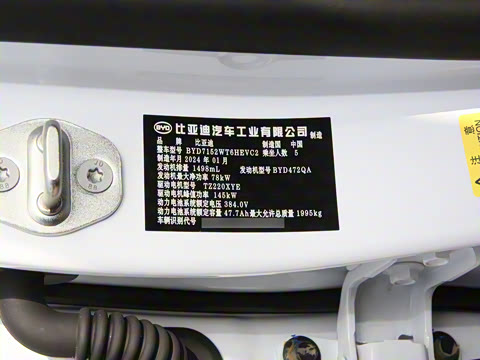 BYD 比亚迪汽车工业有限公司 制造
品 牌 比亚迪 制造国 中国
整车型号 BYD7152WT6HEVC2 乘坐人数 5
制造年月 2024 年 01 月
发动机排量 1498mL 发动机型号 BYD472QA
发动机最大净功率 78kW
驱动电机型号 TZ220XYE
驱动电机峰值功率 145kW
动力电池系统额定电压 384.0V
动力电池系统额定容量 47.7Ah 最大允许总质量 1995kg
车辆识别代号